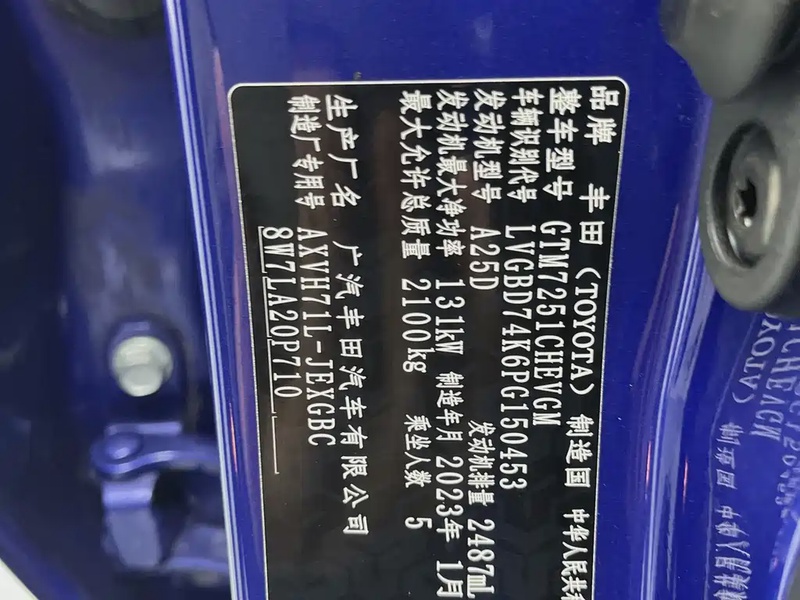 品牌 丰田（TOYOTA） 制造国 中华人民共和
整车型号 GTM7251CHEVGM
车辆识别代号 LVGBD74K6PG150453
发动机型号 A25D 发动机排量 2487mL
发动机最大净功率 131kW 制造年月 2023年 1月
最大允许总质量 2100kg 乘坐人数 5
生产厂名 广汽丰田汽车有限公司
制造厂专用号 AXVH71L-JEXGBC
8W7LA20P710